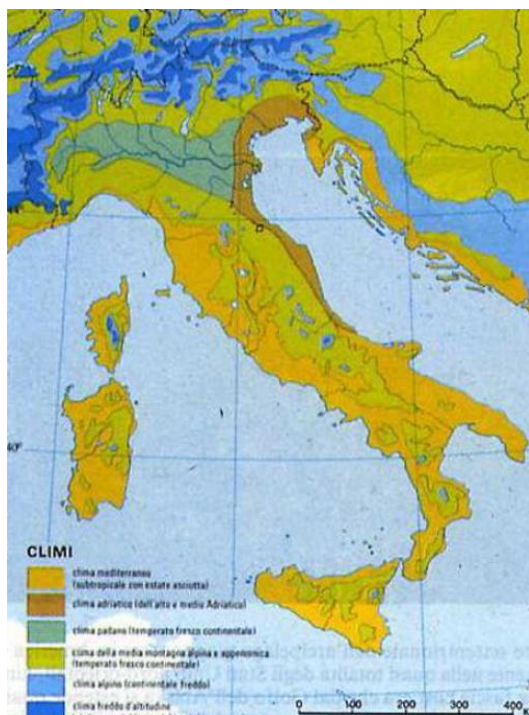 40°
CLIMI
clima mediterraneo
(subtropicale con estate asciutta)
clima adriatico (dell'alto e medio Adriatico)
clima padano (temperato fresco continentale)
clima della media montagna alpina e appenninica
(temperato fresco continentale)
clima alpino (continentale freddo)
clima freddo d'altitudine
0 100 200 300 400